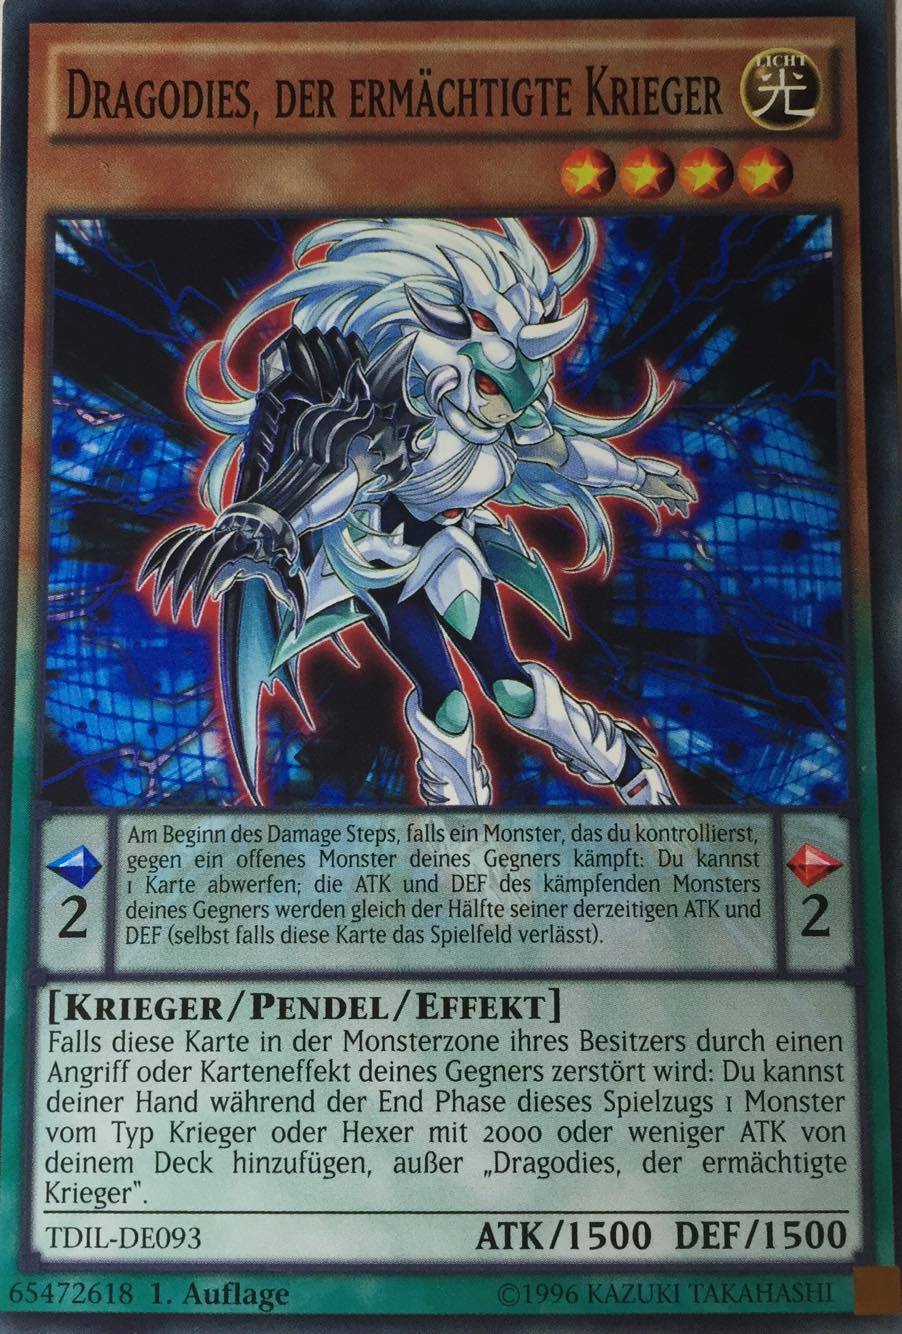 DRAGODIES, DER ERMÄCHTIGTE KRIEGER
LICHT
光
Am Beginn des Damage Steps, falls ein Monster, das du kontrollierst,
gegen ein offenes Monster deines Gegners kämpft: Du kannst
1 Karte abwerfen; die ATK und DEF des kämpfenden Monsters
deines Gegners werden gleich der Hälfte seiner derzeitigen ATK und
DEF (selbst falls diese Karte das Spielfeld verlässt).
2
2
[KRIEGER/PENDEL/EFFEKT]
Falls diese Karte in der Monsterzone ihres Besitzers durch einen
Angriff oder Karteneffekt deines Gegners zerstört wird: Du kannst
deiner Hand während der End Phase dieses Spielzugs 1 Monster
vom Typ Krieger oder Hexer mit 2000 oder weniger ATK von
deinem Deck hinzufügen, außer „Dragodies, der ermächtigte
Krieger".
TDIL-DE093
ATK/1500 DEF/1500
65472618 1. Auflage
©1996 KAZUKI TAKAHASHI